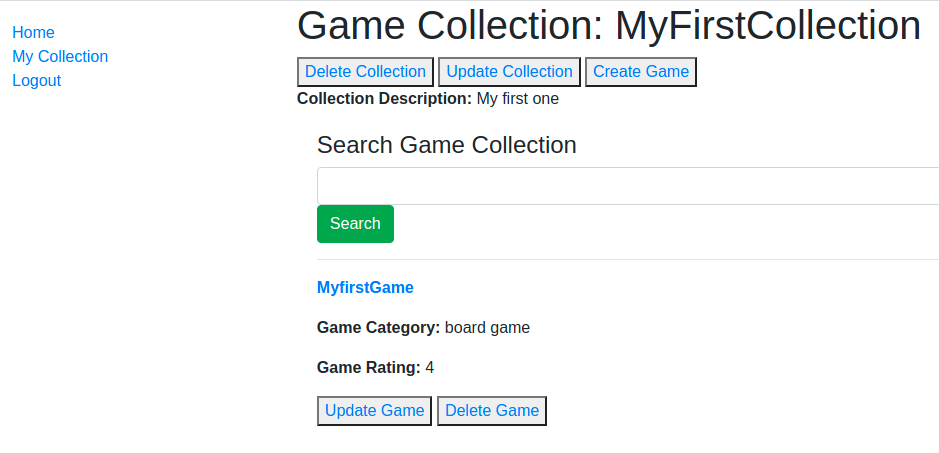 Home
My Collection
Logout
Game Collection: MyFirstCollection
Delete Collection Update Collection Create Game
Collection Description: My first one
Search Game Collection
Search
MyfirstGame
Game Category: board game
Game Rating: 4
Update Game Delete Game